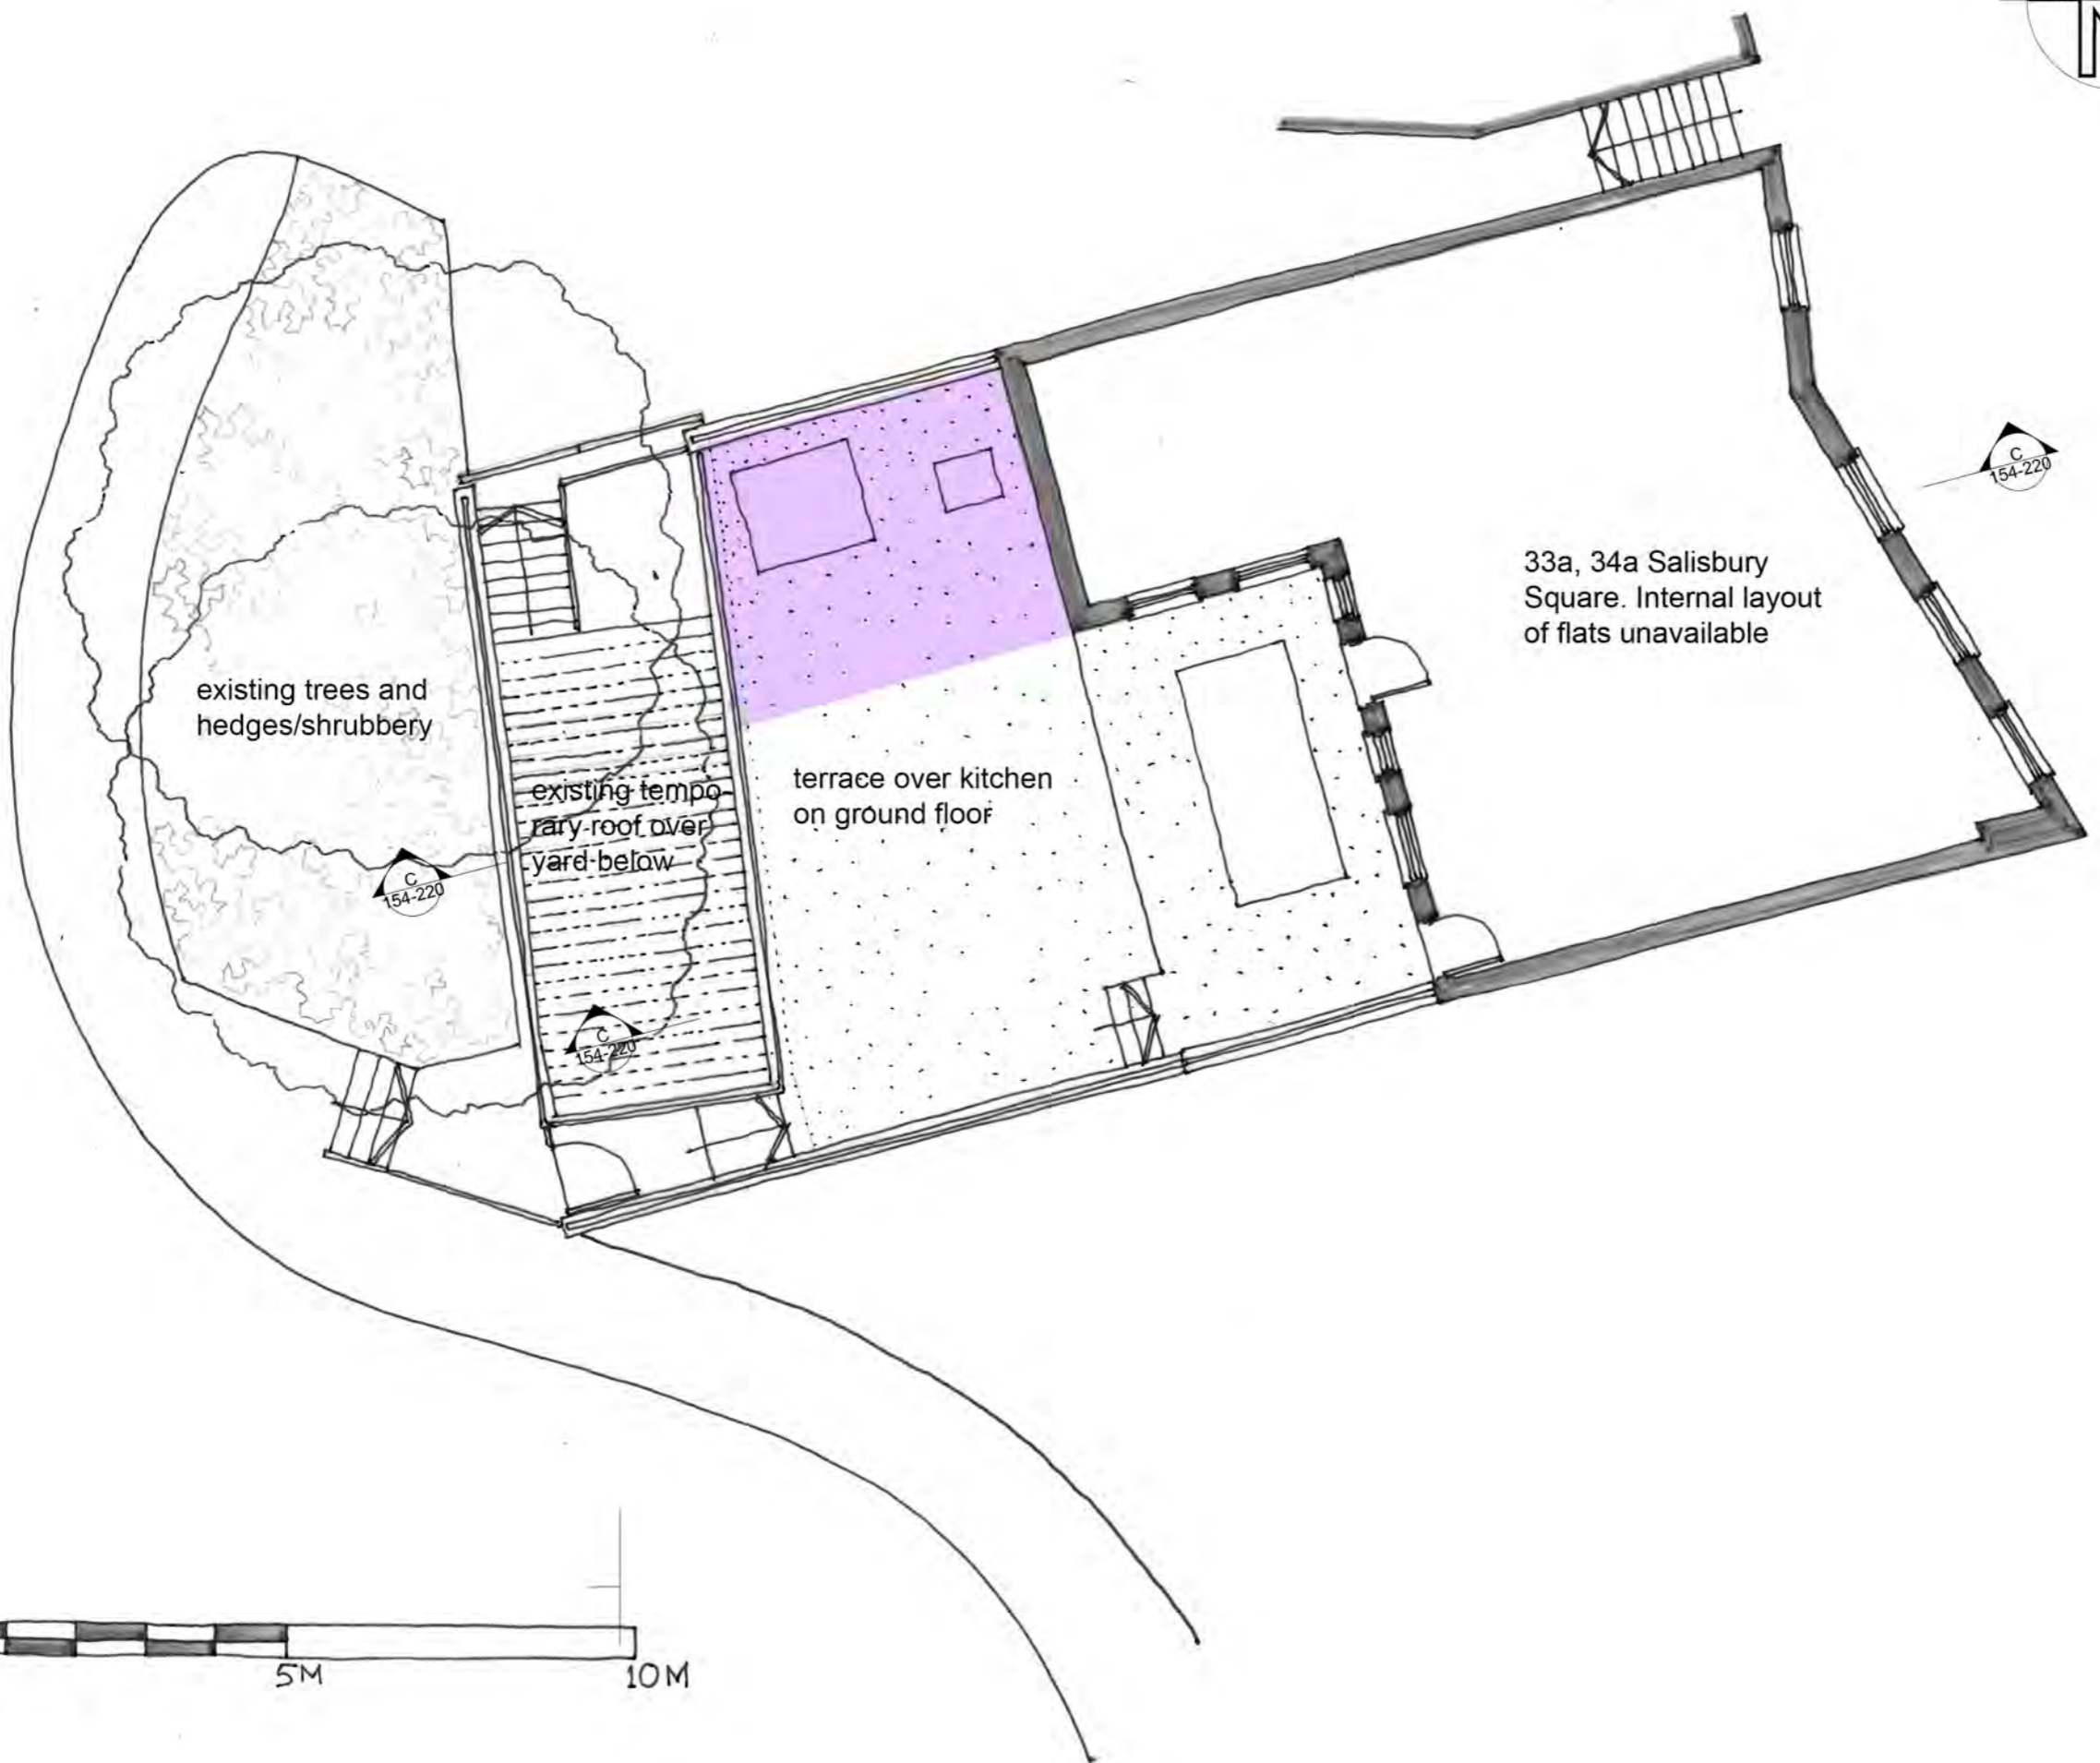 N
C
154-220
33a, 34a Salisbury
Square. Internal layout
of flats unavailable
existing trees and
hedges/shrubbery
existing tempo-
rary roof over
yard below
terrace over kitchen
on ground floor
C
154-220
C
154-220
5M
10M